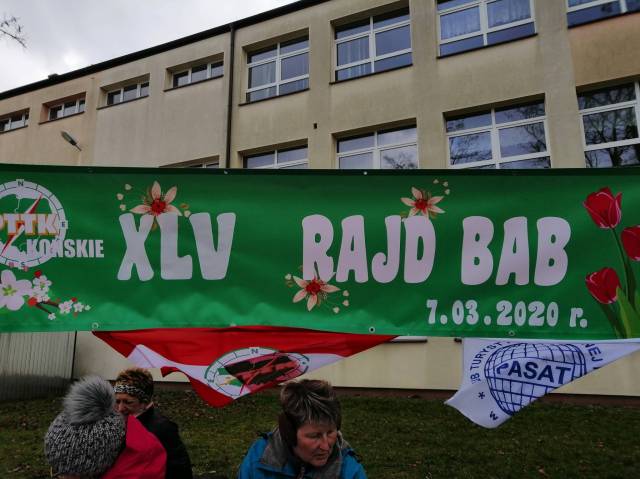 PTTK
KOŃSKIE
XLV RAJD BAB
7.03.2020 r.
PASAT